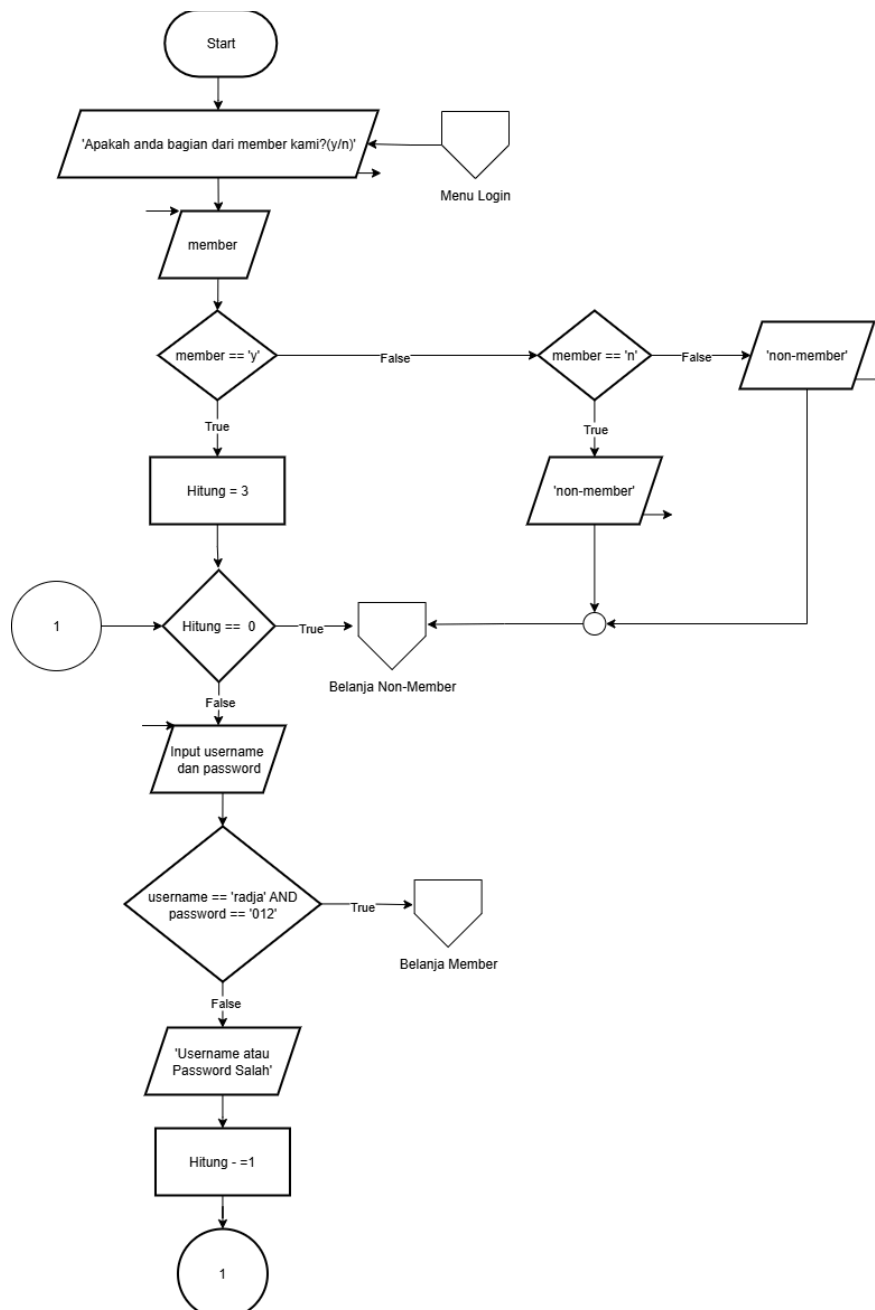 Start
'Apakah anda bagian dari member kami?(y/n)'
Menu Login
member
member == 'y'
False
member == 'n'
False
'non-member'
True
True
Hitung = 3
'non-member'
1
Hitung ==  0
True
Belanja Non-Member
False
Input username
dan password
username == 'radja' AND
password == '012'
True
Belanja Member
False
'Username atau
Password Salah'
Hitung - =1
1